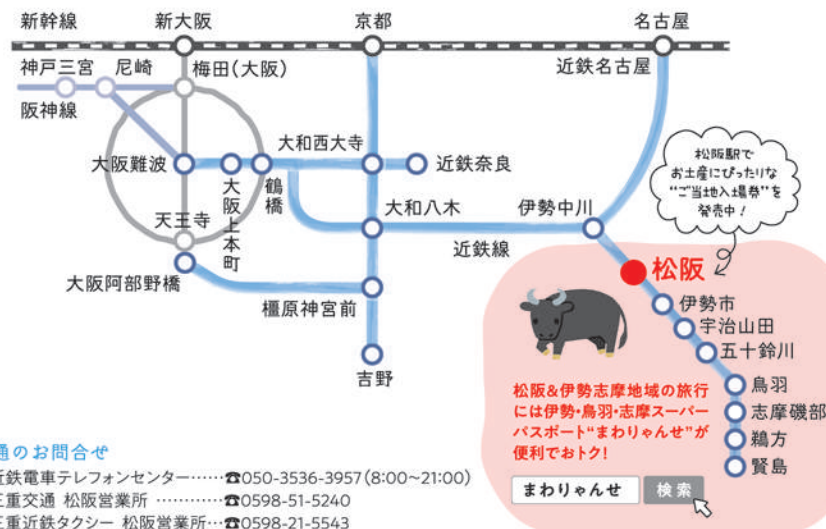 新幹線
新大阪
京都
名古屋
神戸三宮
尼崎
梅田(大阪)
近鉄名古屋
阪神線
大和西大寺
大阪難波
近鉄奈良
鶴橋
大阪上本町
松阪駅で
お土産にぴったりな
“ご当地入場券”を
発売中!
天王寺
大和八木
伊勢中川
近鉄線
大阪阿部野橋
橿原神宮前
吉野
松阪
伊勢市
宇治山田
五十鈴川
鳥羽
志摩磯部
鵜方
賢島
松阪&伊勢志摩地域の旅行
には伊勢・鳥羽・志摩スーパー
パスポート“まわりゃんせ”が
便利でおトク!
まわりゃんせ
検索
通のお問合せ
近鉄電車テレフォンセンター……☎050-3536-3957(8:00~21:00)
三重交通 松阪営業所 …………☎0598-51-5240
三重近鉄タクシー 松阪営業所…☎0598-21-5543